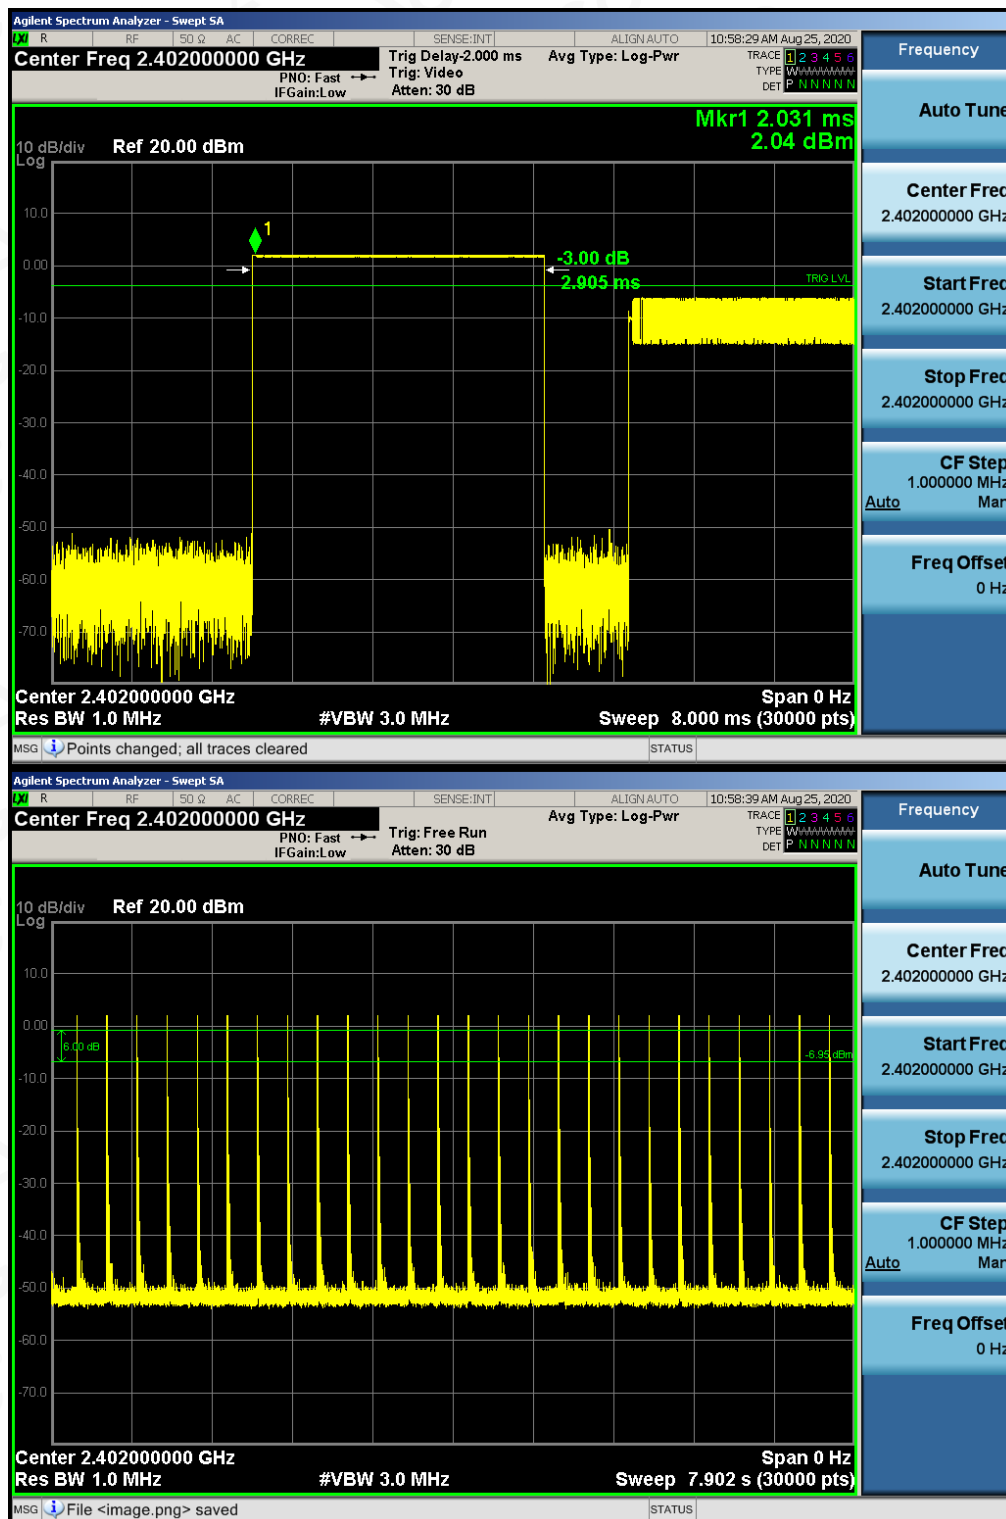 Agilent Spectrum Analyzer - Swept SA
LXI R RF 50 Ω AC CORREC SENSE:INT ALIGN AUTO 10:58:29 AM Aug 25, 2020
Center Freq 2.402000000 GHz
PNO: Fast
IFGain:Low
Trig Delay-2.000 ms
Trig: Video
Atten: 30 dB
Avg Type: Log-Pwr
TRACE 1 2 3 4 5 6
TYPE W
DET P N N N N N
Mkr1 2.031 ms
2.04 dBm
10 dB/div Ref 20.00 dBm
Log
10.0
0.00
-10.0
-20.0
-30.0
-40.0
-50.0
-60.0
-70.0
1
-3.00 dB
2.905 ms
TRIG LVL
Center 2.402000000 GHz Span 0 Hz
Res BW 1.0 MHz #VBW 3.0 MHz Sweep 8.000 ms (30000 pts)
MSG Points changed; all traces cleared STATUS
Frequency
Auto Tune
Center Freq
2.402000000 GHz
Start Freq
2.402000000 GHz
Stop Freq
2.402000000 GHz
CF Step
1.000000 MHz
Auto Man
Freq Offset
0 Hz
Agilent Spectrum Analyzer - Swept SA
LXI R RF 50 Ω AC CORREC SENSE:INT ALIGN AUTO 10:58:39 AM Aug 25, 2020
Center Freq 2.402000000 GHz
PNO: Fast
IFGain:Low
Trig: Free Run
Atten: 30 dB
Avg Type: Log-Pwr
TRACE 1 2 3 4 5 6
TYPE W
DET P N N N N N
10 dB/div Ref 20.00 dBm
Log
10.0
0.00
-10.0
-20.0
-30.0
-40.0
-50.0
-60.0
-70.0
6.00 dB
-6.95 dBm
Center 2.402000000 GHz Span 0 Hz
Res BW 1.0 MHz #VBW 3.0 MHz Sweep 7.902 s (30000 pts)
MSG File <image.png> saved STATUS
Frequency
Auto Tune
Center Freq
2.402000000 GHz
Start Freq
2.402000000 GHz
Stop Freq
2.402000000 GHz
CF Step
1.000000 MHz
Auto Man
Freq Offset
0 Hz